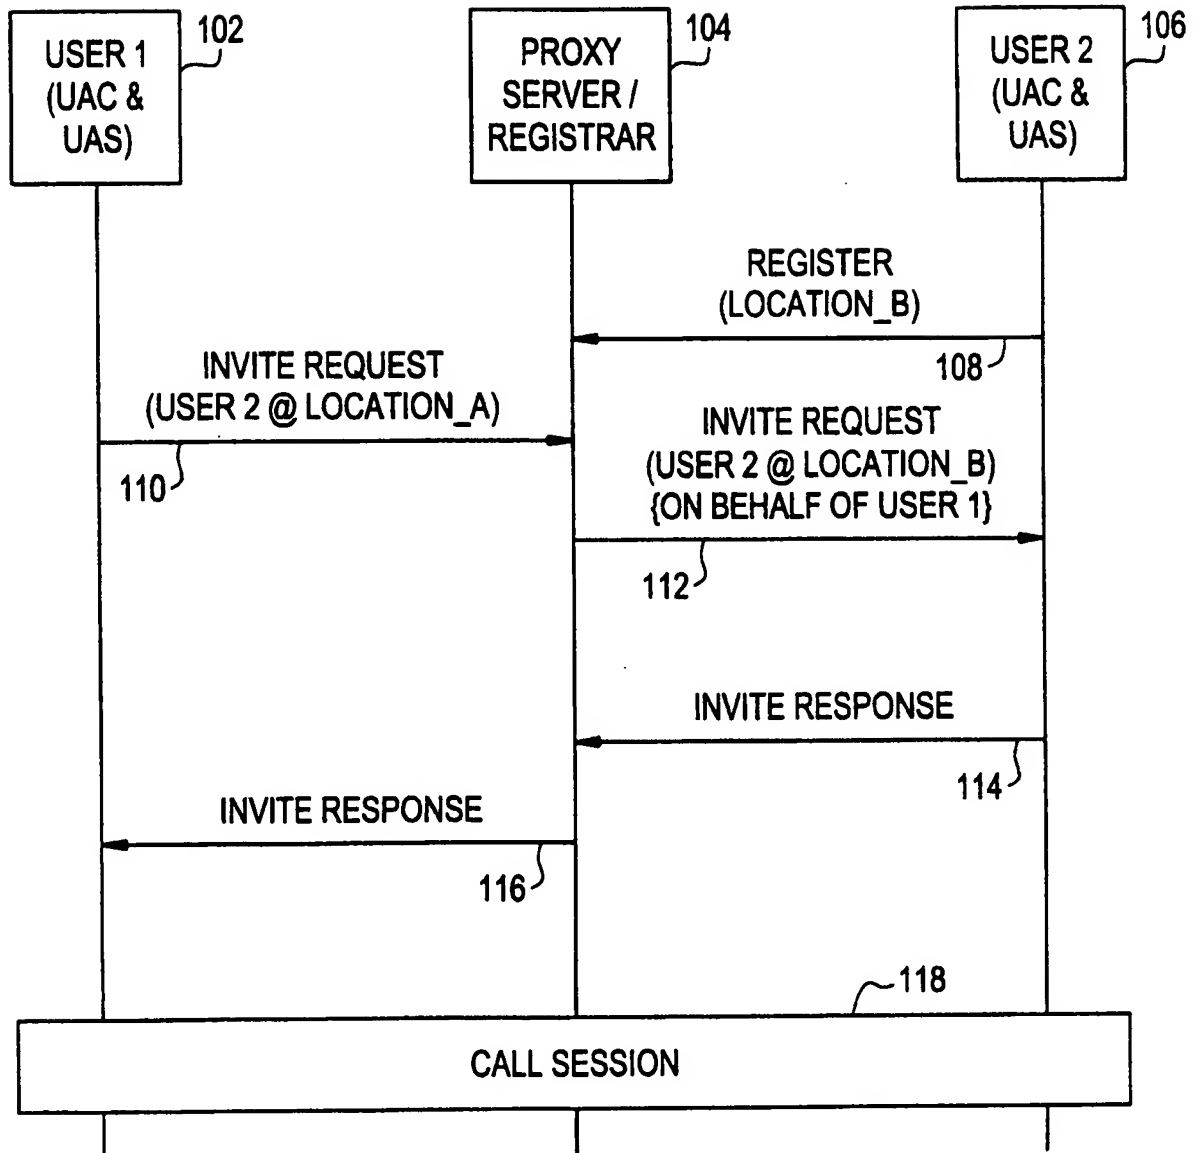 USER 1
(UAC &
UAS)
102
PROXY
SERVER /
REGISTRAR
104
USER 2
(UAC &
UAS)
106
REGISTER
(LOCATION_B)
108
INVITE REQUEST
(USER 2 @ LOCATION_A)
110
INVITE REQUEST
(USER 2 @ LOCATION_B)
{ON BEHALF OF USER 1}
112
INVITE RESPONSE
114
INVITE RESPONSE
116
118
CALL SESSION